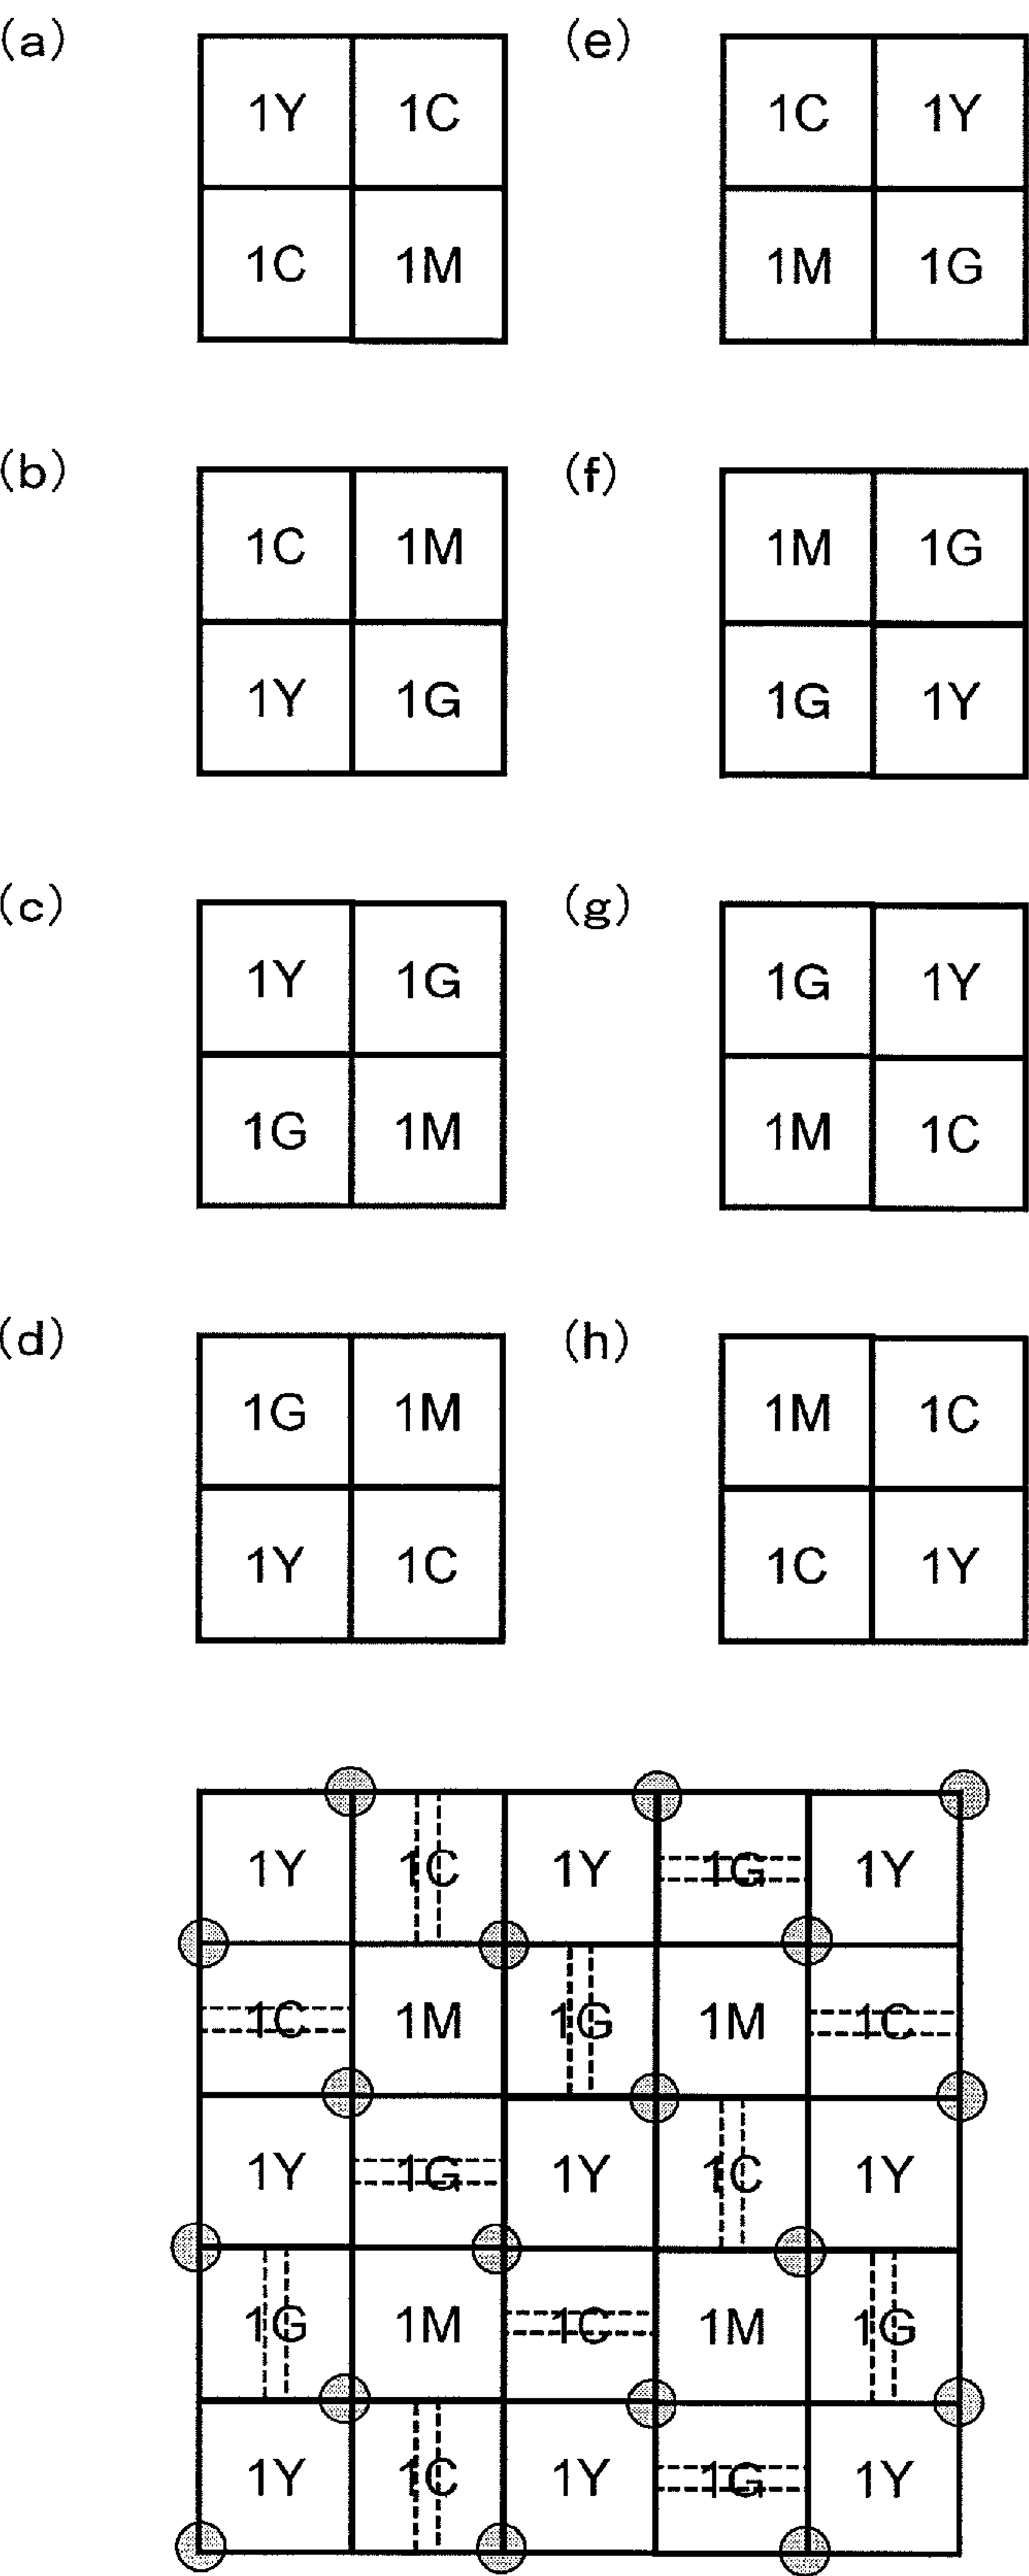 (a) 1Y 1C (e) 1C 1Y
1C 1M 1M 1G
(b) 1C 1M (f) 1M 1G
1Y 1G 1G 1Y
(c) 1Y 1G (g) 1G 1Y
1G 1M 1M 1C
(d) 1G 1M (h) 1M 1C
1Y 1C 1C 1Y
1Y 1C 1Y 1G 1Y
1C 1M 1G 1M 1C
1Y 1G 1Y 1C 1Y
1G 1M 1C 1M 1G
1Y 1C 1Y 1G 1Y